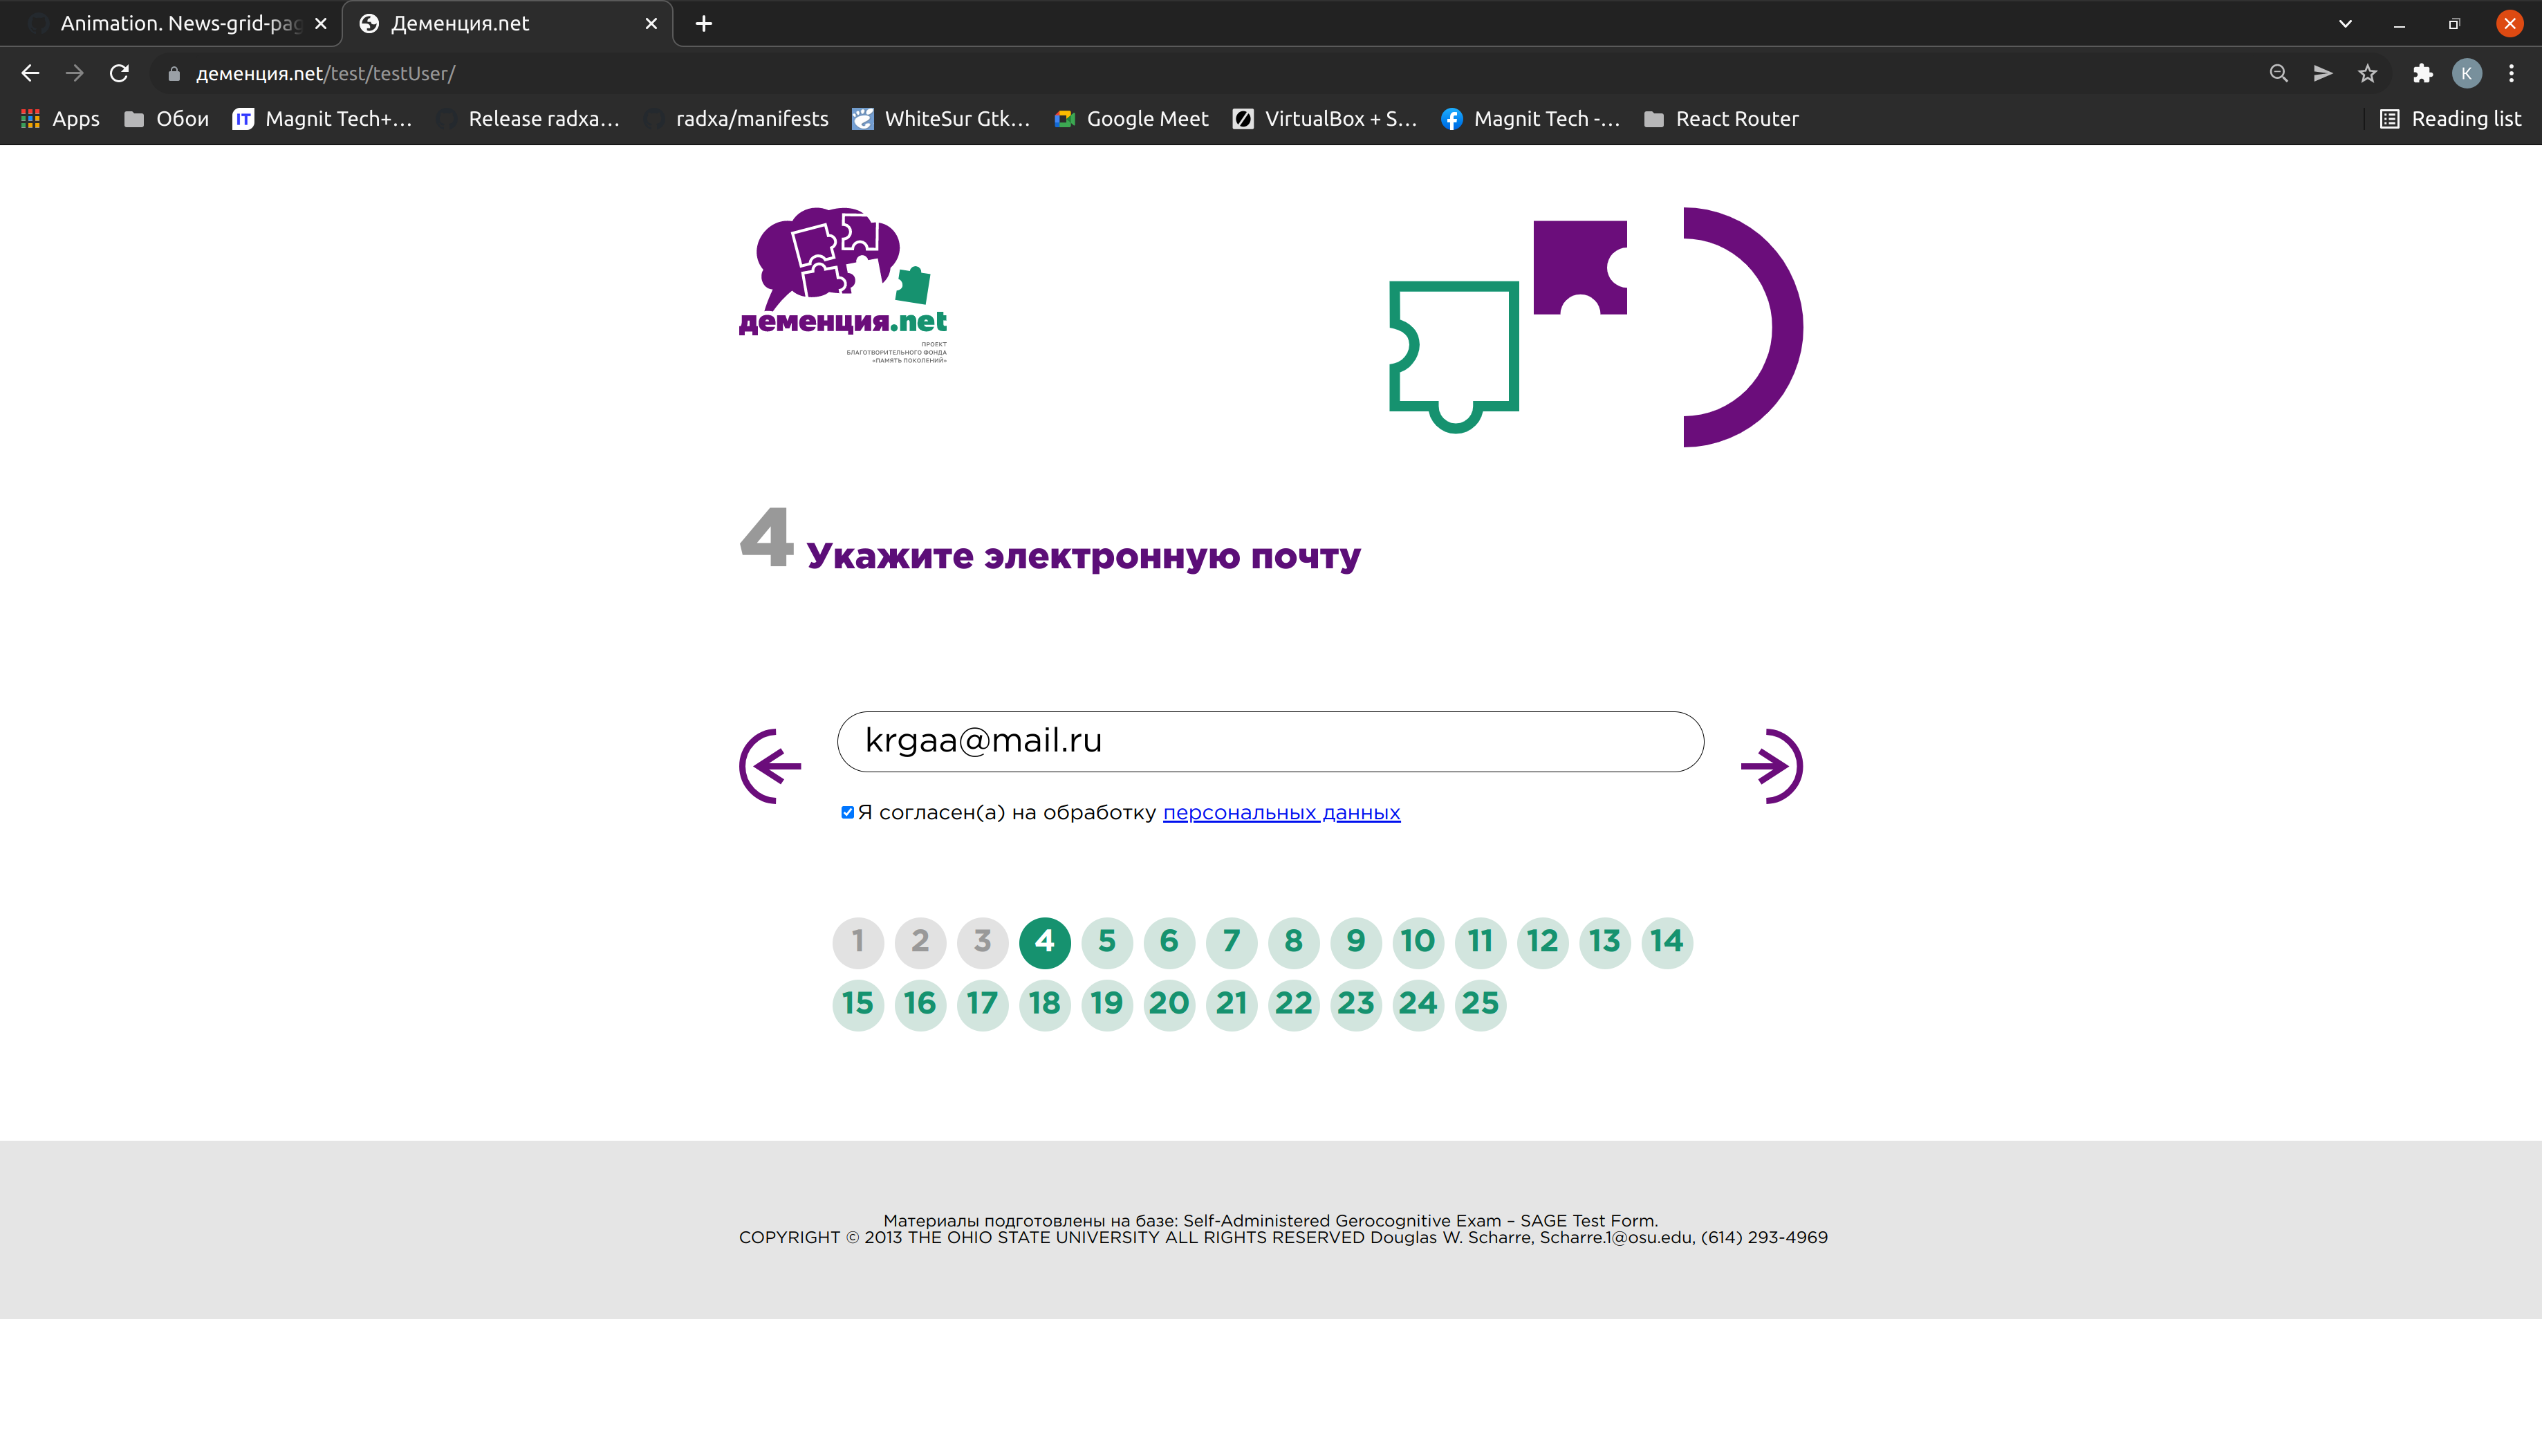 Animation. News-grid-pag
Деменция.net
деменция.net/test/testUser/
K
Apps
Обои
IT
Magnit Tech+...
Release radxa...
radxa/manifests
WhiteSur Gtk...
Google Meet
VirtualBox + S...
Magnit Tech -...
React Router
Reading list
деменция.net
ПРОЕКТ
БЛАГОТВОРИТЕЛЬНОГО ФОНДА
«ПАМЯТЬ ПОКОЛЕНИЙ»
4 Укажите электронную почту
krgaa@mail.ru
Я согласен(а) на обработку персональных данных
1 2 3 4 5 6 7 8 9 10 11 12 13 14
15 16 17 18 19 20 21 22 23 24 25
Материалы подготовлены на базе: Self-Administered Gerocognitive Exam – SAGE Test Form.
COPYRIGHT © 2013 THE OHIO STATE UNIVERSITY ALL RIGHTS RESERVED Douglas W. Scharre, Scharre.1@osu.edu, (614) 293-4969